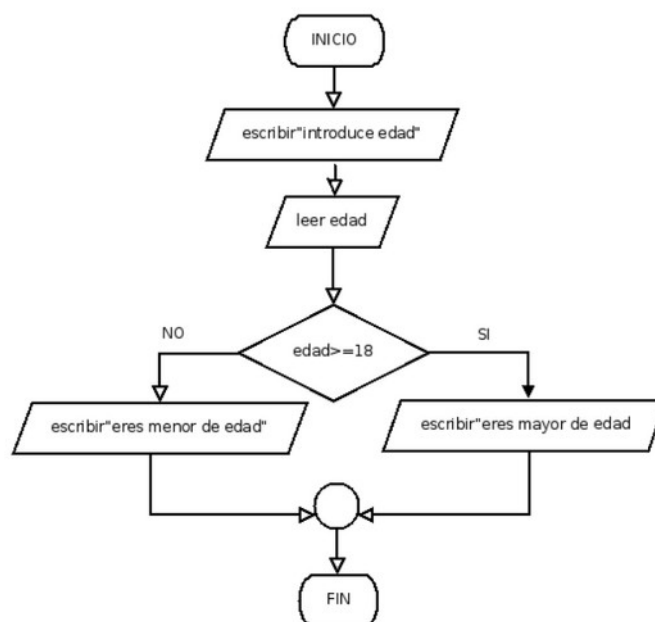 INICIO
escribir"introduce edad"
leer edad
NO
edad>=18
SI
escribir"eres menor de edad"
escribir"eres mayor de edad
FIN